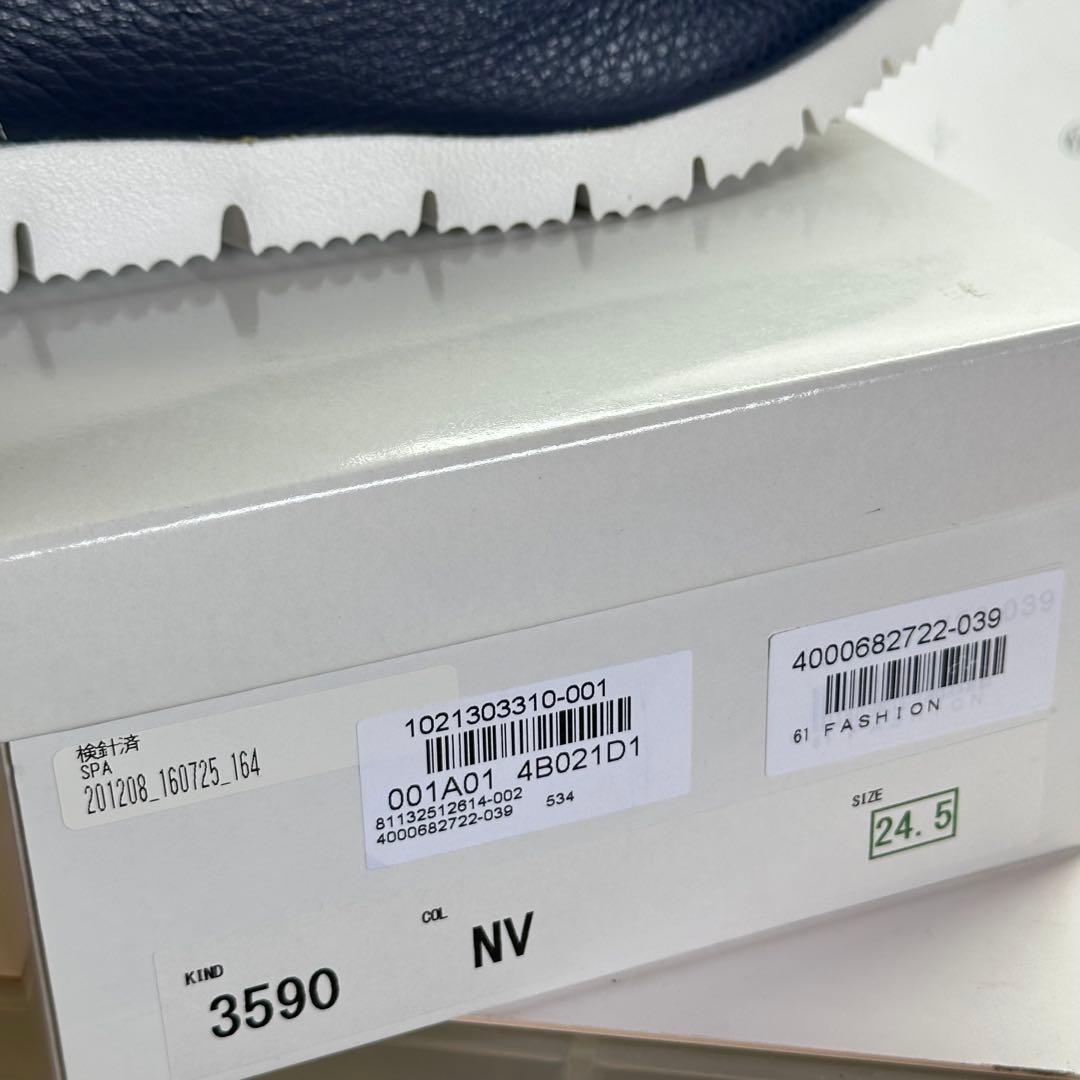 検針済
SPA
201208_160725_164
1021303310-001
001A01 4B021D1
81132512614-002 534
4000682722-039
4000682722-039
61 FASHION
SIZE
24.5
COL
NV
KIND
3590